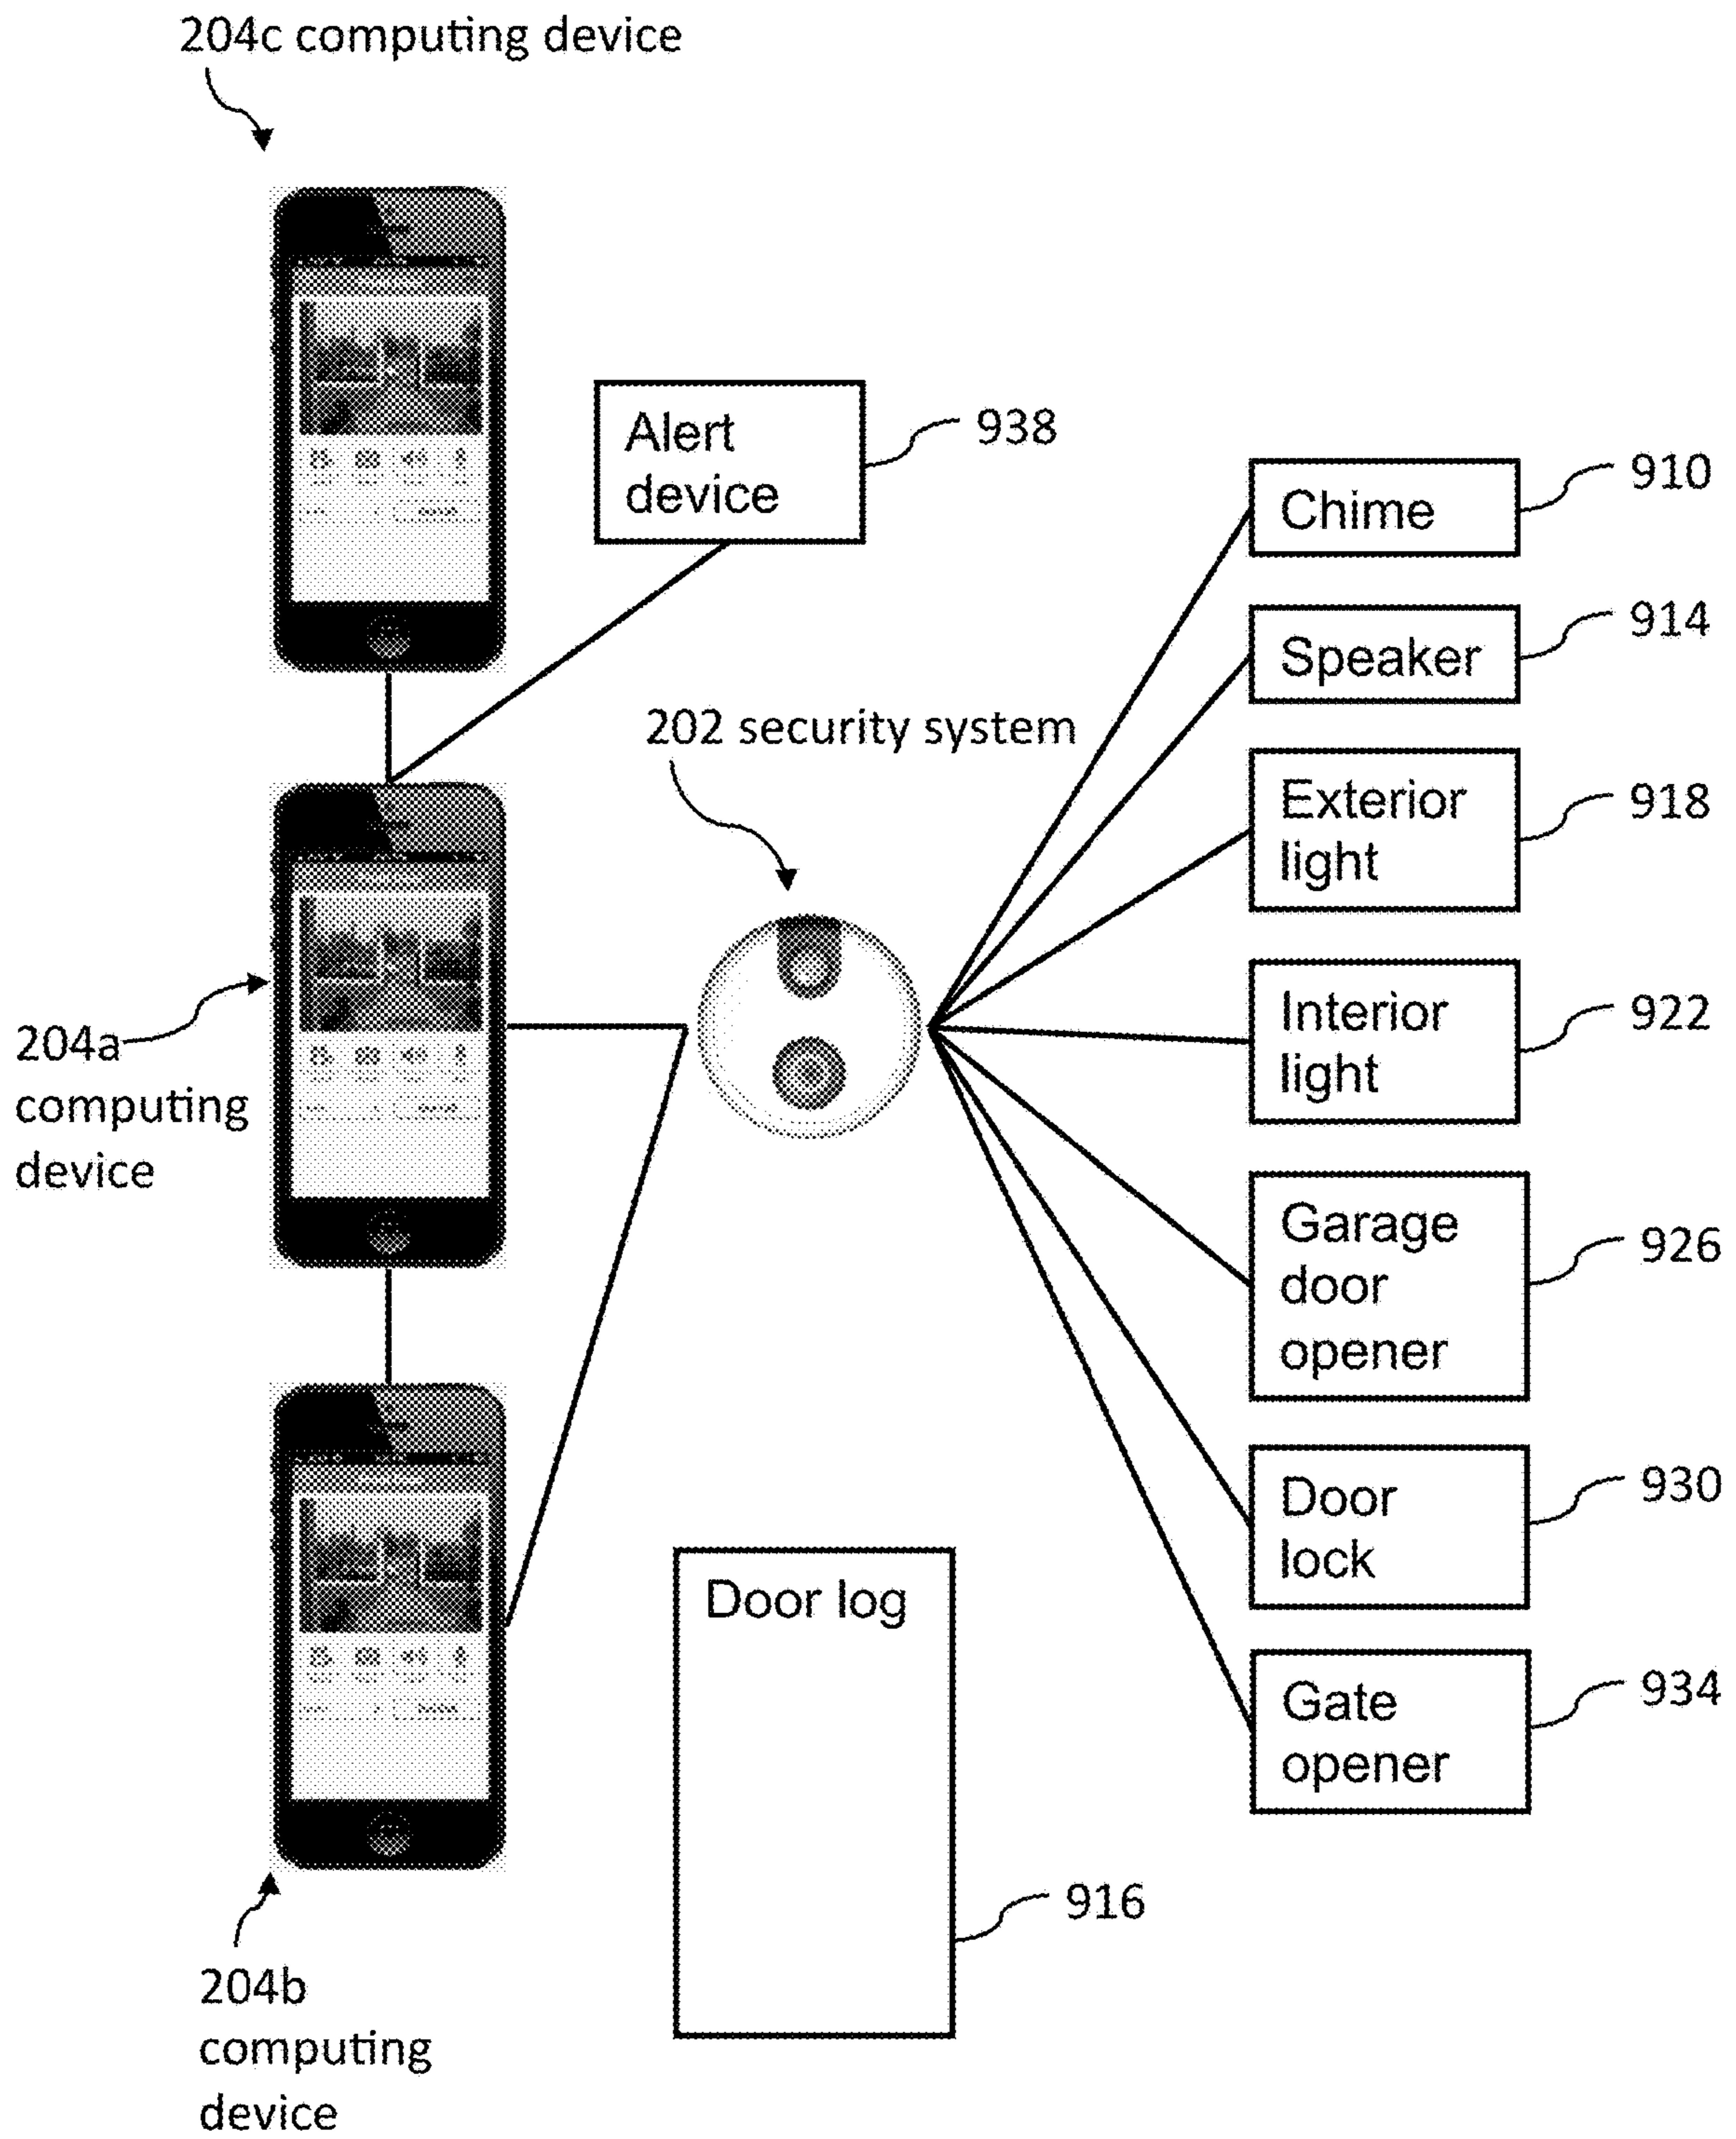 204c computing device
Alert
device
938
Chime
910
Speaker
914
202 security system
Exterior
light
918
Interior
light
922
204a
computing
device
Garage
door
opener
926
Door
lock
930
Door log
Gate
opener
934
916
204b
computing
device